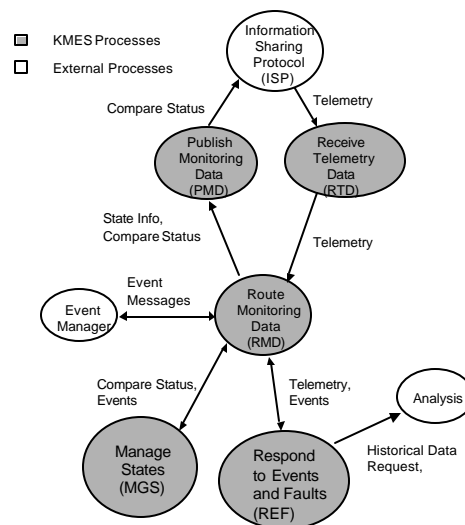 KMES Processes
External Processes
Information
Sharing
Protocol
(ISP)
Compare Status
Telemetry
Publish
Monitoring
Data
(PMD)
Receive
Telemetry
Data
(RTD)
State Info,
Compare Status
Telemetry
Event
Messages
Event
Manager
Route
Monitoring
Data
(RMD)
Compare Status,
Events
Telemetry,
Events
Analysis
Manage
States
(MGS)
Respond
to Events
and Faults
(REF)
Historical Data
Request,